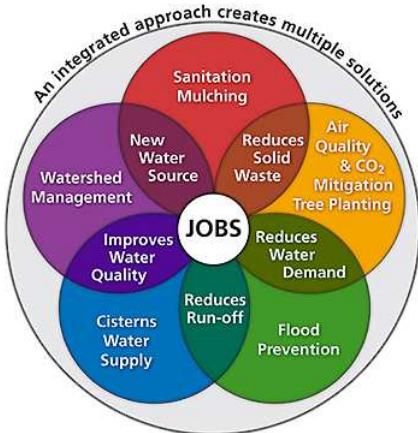 An integrated approach creates multiple solutions
Sanitation
Mulching
New
Water
Source
Reduces
Solid
Waste
Air
Quality
& CO₂
Mitigation
Tree Planting
Watershed
Management
JOBS
Improves
Water
Quality
Reduces
Water
Demand
Reduces
Run-off
Cisterns
Water
Supply
Flood
Prevention